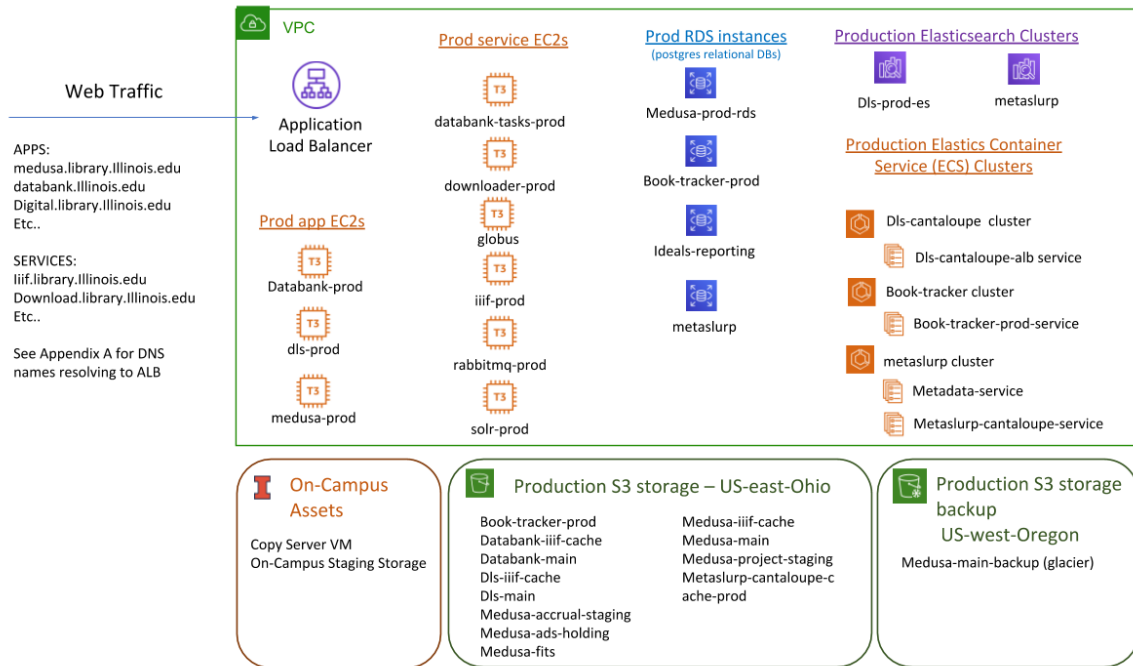 VPC
Web Traffic
APPS:
medusa.library.Illinois.edu
databank.Illinois.edu
Digital.library.Illinois.edu
Etc..
SERVICES:
Iiif.library.Illinois.edu
Download.library.Illinois.edu
Etc..
See Appendix A for DNS
names resolving to ALB
Application
Load Balancer
Prod app EC2s
T3
Databank-prod
T3
dls-prod
T3
medusa-prod
Prod service EC2s
T3
databank-tasks-prod
T3
downloader-prod
T3
globus
T3
iiif-prod
T3
rabbitmq-prod
T3
solr-prod
Prod RDS instances
(postgres relational DBs)
Medusa-prod-rds
Book-tracker-prod
Ideals-reporting
metaslurp
Production Elasticsearch Clusters
Dls-prod-es
metaslurp
Production Elastics Container
Service (ECS) Clusters
Dls-cantaloupe cluster
Dls-cantaloupe-alb service
Book-tracker cluster
Book-tracker-prod-service
metaslurp cluster
Metadata-service
Metaslurp-cantaloupe-service
On-Campus
Assets
Copy Server VM
On-Campus Staging Storage
Production S3 storage – US-east-Ohio
Book-tracker-prod
Databank-iiif-cache
Databank-main
Dls-iiif-cache
Dls-main
Medusa-accrual-staging
Medusa-ads-holding
Medusa-fits
Medusa-iiif-cache
Medusa-main
Medusa-project-staging
Metaslurp-cantaloupe-c
ache-prod
Production S3 storage
backup
US-west-Oregon
Medusa-main-backup (glacier)